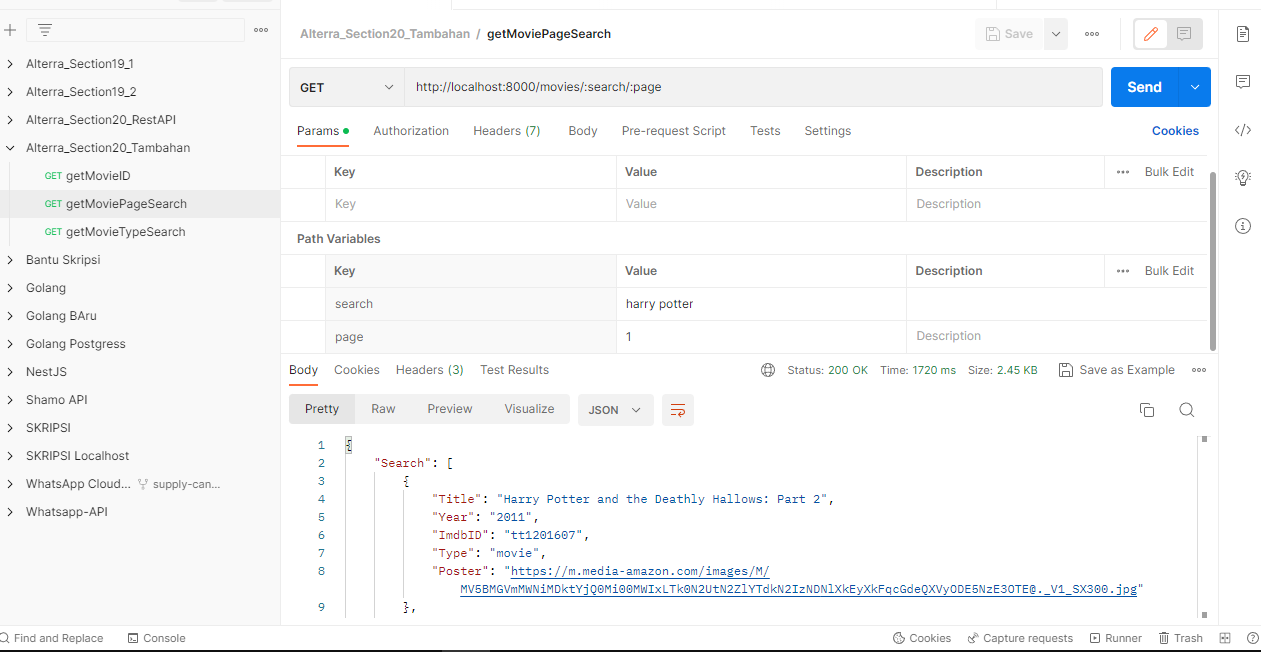 Alterra_Section20_Tambahan / getMoviePageSearch
Save
Alterra_Section19_1
Alterra_Section19_2
Alterra_Section20_RestAPI
Alterra_Section20_Tambahan
GET getMovieID
GET getMoviePageSearch
GET getMovieTypeSearch
Bantu Skripsi
Golang
Golang BAru
Golang Postgress
NestJS
Shamo API
SKRIPSI
SKRIPSI Localhost
WhatsApp Cloud... supply-can...
Whatsapp-API
GET http://localhost:8000/movies/:search/:page Send
Params Authorization Headers (7) Body Pre-request Script Tests Settings Cookies
Key Value Description Bulk Edit
Key Value Description
Path Variables
Key Value Description Bulk Edit
search harry potter
page 1 Description
Body Cookies Headers (3) Test Results Status: 200 OK Time: 1720 ms Size: 2.45 KB Save as Example
Pretty Raw Preview Visualize JSON
1 {
2 "Search": [
3 {
4 "Title": "Harry Potter and the Deathly Hallows: Part 2",
5 "Year": "2011",
6 "ImdbID": "tt1201607",
7 "Type": "movie",
8 "Poster": "https://m.media-amazon.com/images/M/
MV5BMGVmMWNiMDktYjQ0Mi00MWIxLTk0N2UtN2ZlYTdkN2IzNDNlXkEyXkFqcGdeQXVyODE5NzE3OTE@._V1_SX300.jpg"
9 },
Find and Replace Console Cookies Capture requests Runner Trash